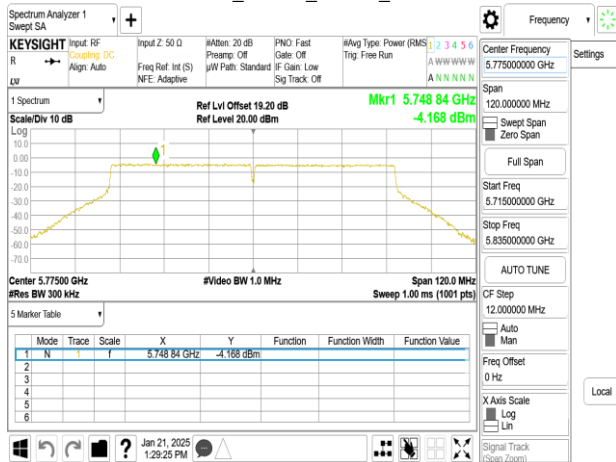 Spectrum Analyzer 1
Swept SA
+
Frequency
Settings
KEYSIGHT
R
LXI
Input: RF
Coupling: DC
Align: Auto
Input Z: 50 Ω
Freq Ref: Int (S)
NFE: Adaptive
#Atten: 20 dB
Preamp: Off
µW Path: Standard
PNO: Fast
Gate: Off
IF Gain: Low
Sig Track: Off
#Avg Type: Power (RMS
Trig: Free Run
1 2 3 4 5 6
A W W W W W
A N N N N N
1 Spectrum
Scale/Div 10 dB
Ref Lvl Offset 19.20 dB
Ref Level 20.00 dBm
Mkr1 5.748 84 GHz
-4.168 dBm
Log
10.0
0.00
-10.0
-20.0
-30.0
-40.0
-50.0
-60.0
-70.0
1
Center 5.77500 GHz
#Res BW 300 kHz
#Video BW 1.0 MHz
Span 120.0 MHz
Sweep 1.00 ms (1001 pts)
5 Marker Table
Mode Trace Scale X Y Function Function Width Function Value
1 N 1 f 5.748 84 GHz -4.168 dBm
2
3
4
5
6
Center Frequency
5.775000000 GHz
Span
120.000000 MHz
Swept Span
Zero Span
Full Span
Start Freq
5.715000000 GHz
Stop Freq
5.835000000 GHz
AUTO TUNE
CF Step
12.000000 MHz
Auto
Man
Freq Offset
0 Hz
X Axis Scale
Log
Lin
Signal Track
(Span Zoom)
Local
?
Jan 21, 2025
1:29:25 PM